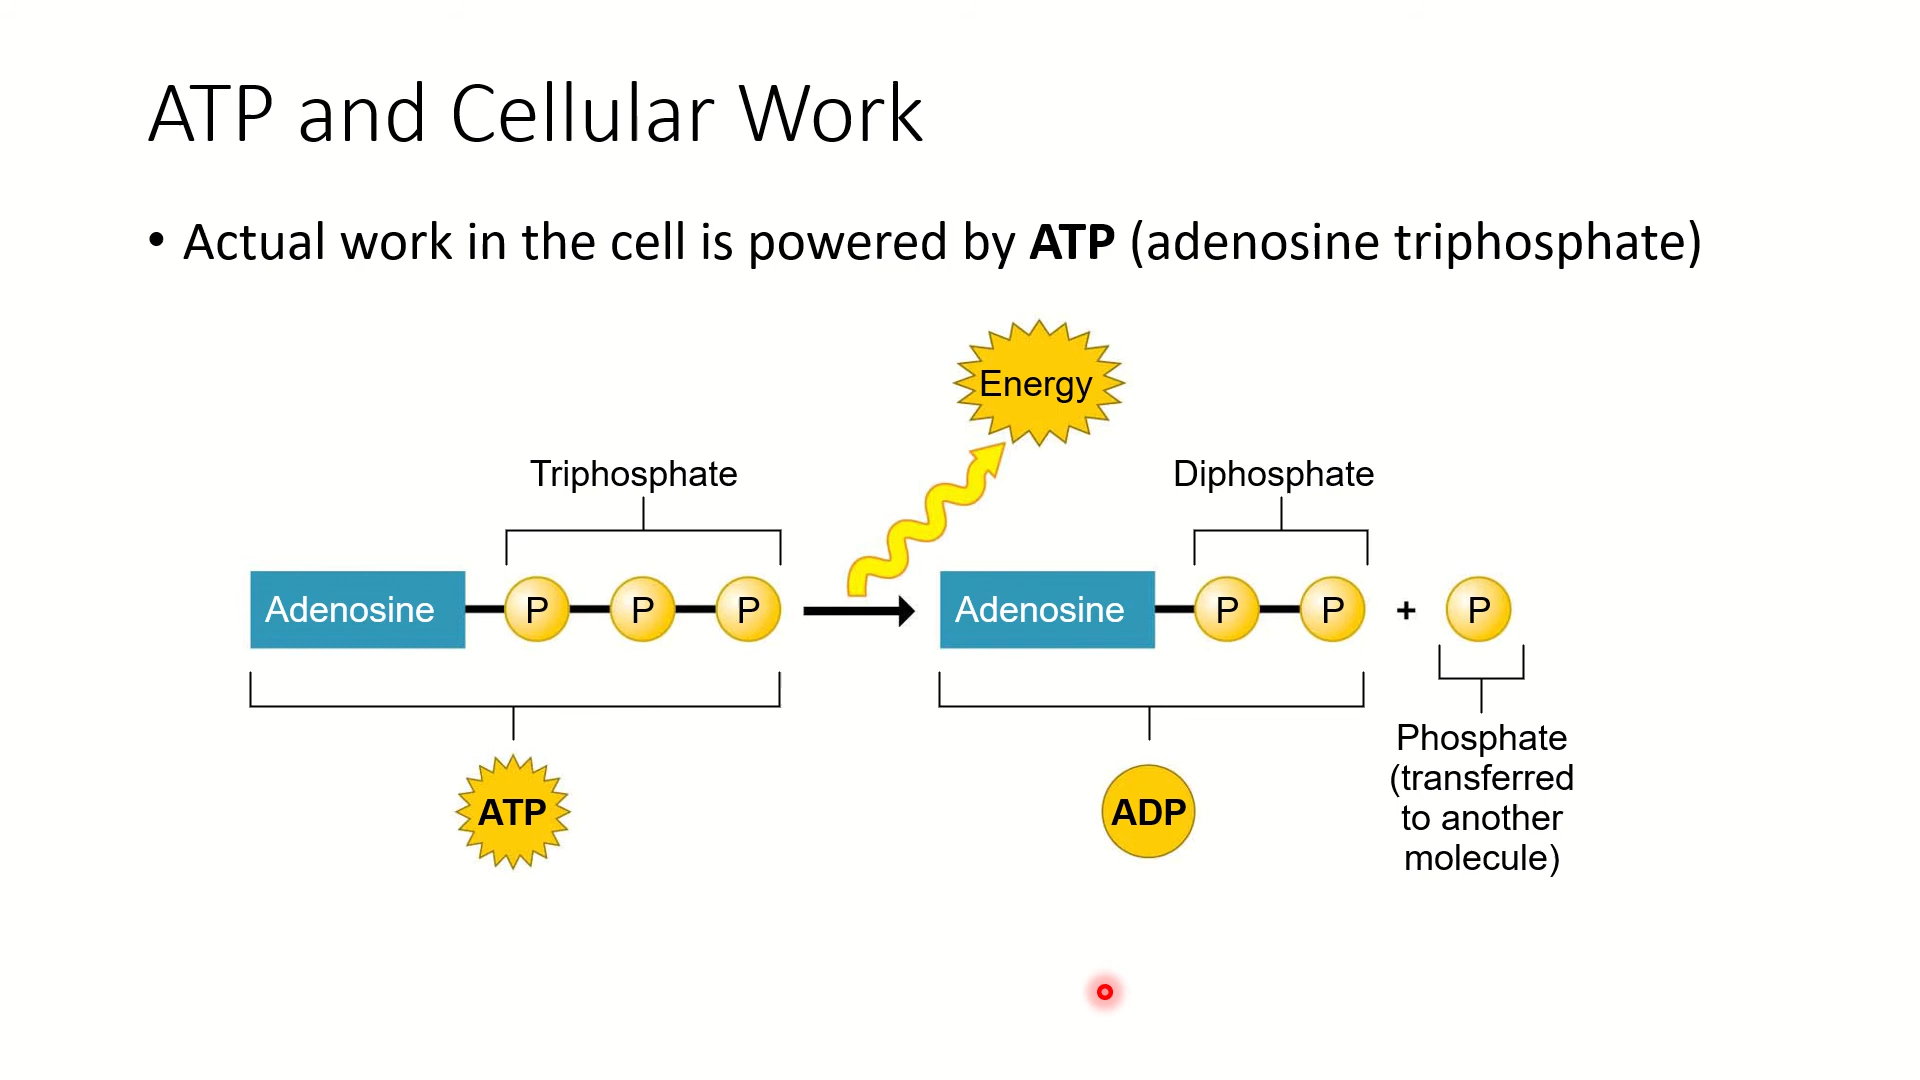 ATP and Cellular Work
• Actual work in the cell is powered by ATP (adenosine triphosphate)
Energy
Triphosphate
Diphosphate
Adenosine P P P
Adenosine P P + P
ATP
ADP
Phosphate
(transferred
to another
molecule)